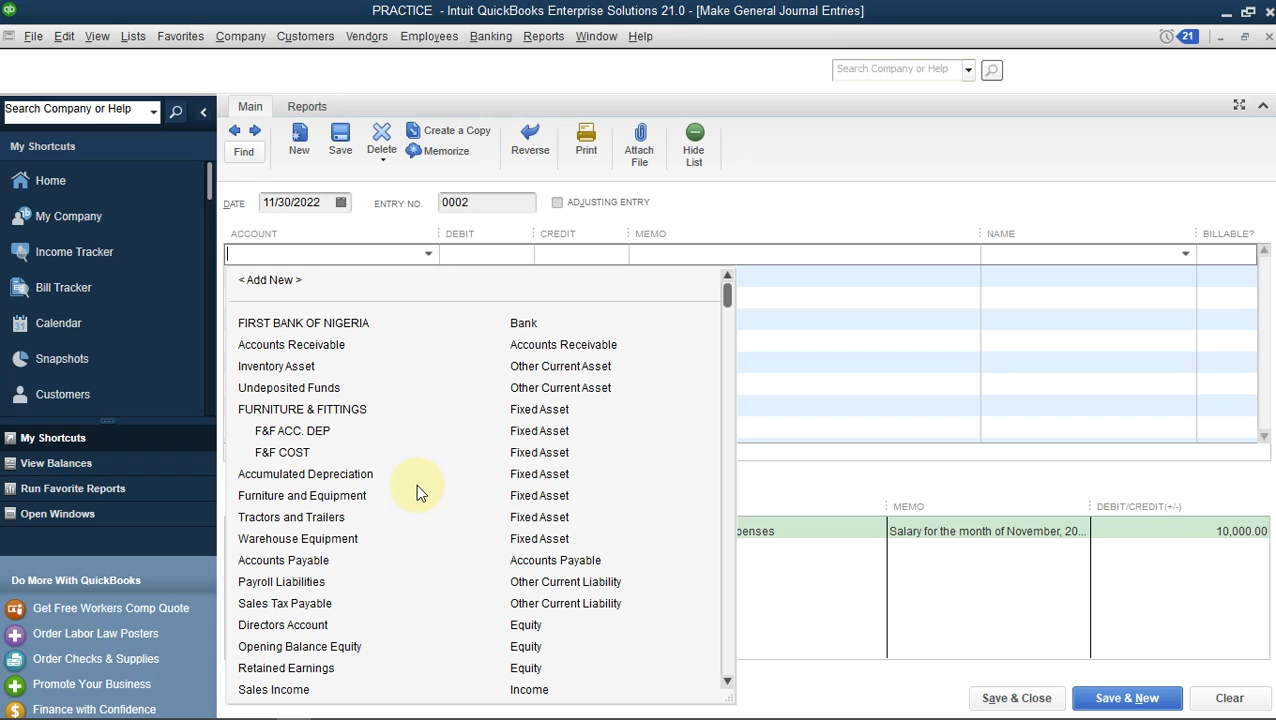 PRACTICE - Intuit QuickBooks Enterprise Solutions 21.0 - [Make General Journal Entries]
File Edit View Lists Favorites Company Customers Vendors Employees Banking Reports Window Help 21
Search Company or Help
Search Company or Help
My Shortcuts
Home
My Company
Income Tracker
Bill Tracker
Calendar
Snapshots
Customers
My Shortcuts
View Balances
Run Favorite Reports
Open Windows
Do More With QuickBooks
Get Free Workers Comp Quote
Order Labor Law Posters
Order Checks & Supplies
Promote Your Business
Finance with Confidence
Main Reports
Find
New
Save
Delete
Create a Copy
Memorize
Reverse
Print
Attach
File
Hide
List
DATE 11/30/2022 ENTRY NO. 0002 ADJUSTING ENTRY
ACCOUNT DEBIT CREDIT MEMO NAME BILLABLE?
< Add New >
FIRST BANK OF NIGERIA Bank
Accounts Receivable Accounts Receivable
Inventory Asset Other Current Asset
Undeposited Funds Other Current Asset
FURNITURE & FITTINGS Fixed Asset
F&F ACC. DEP Fixed Asset
F&F COST Fixed Asset
Accumulated Depreciation Fixed Asset
Furniture and Equipment Fixed Asset
Tractors and Trailers Fixed Asset
Warehouse Equipment Fixed Asset
Accounts Payable Accounts Payable
Payroll Liabilities Other Current Liability
Sales Tax Payable Other Current Liability
Directors Account Equity
Opening Balance Equity Equity
Retained Earnings Equity
Sales Income Income
MEMO DEBIT/CREDIT(+/-)
penses Salary for the month of November, 20... 10,000.00
Save & Close Save & New Clear